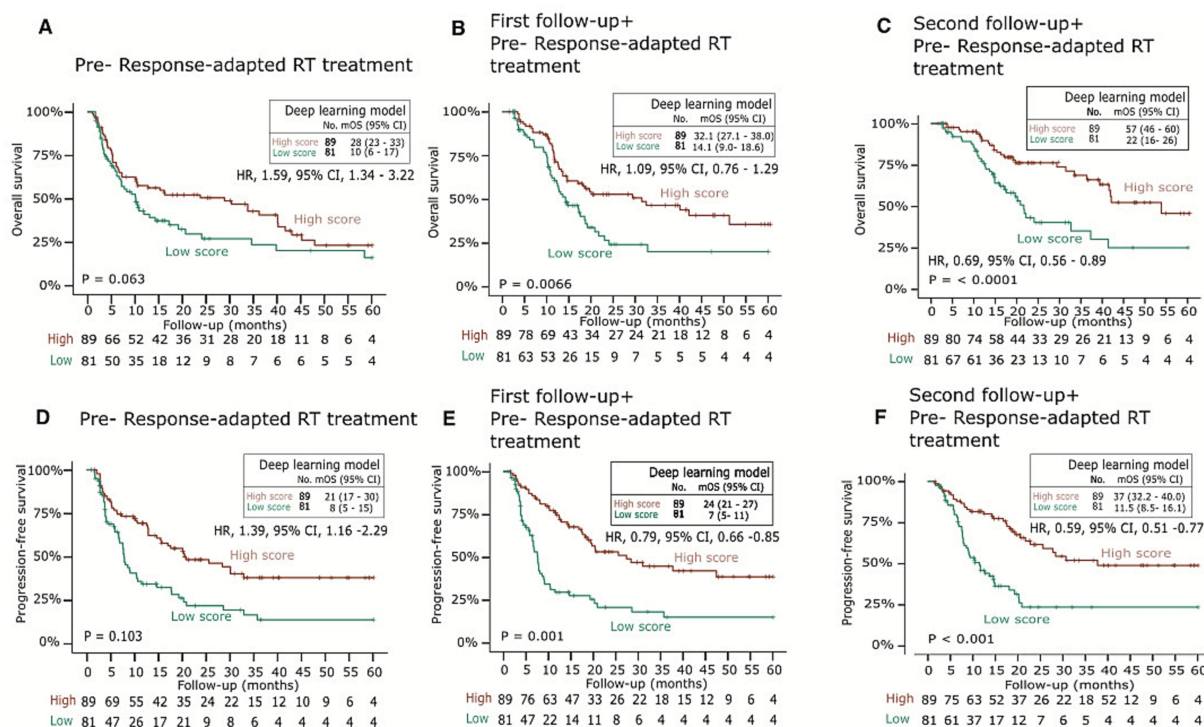 A
Pre- Response-adapted RT treatment
Overall survival
100%
75%
50%
25%
0%
Deep learning model
No. mOS (95% CI)
High score 89 28 (23 - 33)
Low score 81 10 (6 - 17)
HR, 1.59, 95% CI, 1.34 - 3.22
High score
Low score
P = 0.063
0 5 10 15 20 25 30 35 40 45 50 55 60
Follow-up (months)
High 89 66 52 42 36 31 28 20 18 11 8 6 4
Low 81 50 35 18 12 9 8 7 6 6 5 5 4
B
First follow-up+
Pre- Response-adapted RT
treatment
Overall survival
100%
75%
50%
25%
0%
Deep learning model
No. mOS (95% CI)
High score 89 32.1 (27.1 - 38.0)
Low score 81 14.1 (9.0- 18.6)
HR, 1.09, 95% CI, 0.76 - 1.29
High score
Low score
P = 0.0066
0 5 10 15 20 25 30 35 40 45 50 55 60
Follow-up (months)
89 78 69 43 34 27 24 21 18 12 8 6 4
81 63 53 26 15 9 7 5 5 5 4 4 4
C
Second follow-up+
Pre- Response-adapted RT
treatment
Overall survival
100%
75%
50%
25%
0%
Deep learning model
No. mOS (95% CI)
High score 89 57 (46 - 60)
Low score 81 22 (16- 26)
High score
Low score
HR, 0.69, 95% CI, 0.56 - 0.89
P = < 0.0001
0 5 10 15 20 25 30 35 40 45 50 55 60
Follow-up (months)
89 80 74 58 44 33 29 26 21 13 9 6 4
81 67 61 36 23 13 10 7 6 5 4 4 4
D
Pre- Response-adapted RT treatment
Progression-free survival
100%
75%
50%
25%
0%
Deep learning model
No. mOS (95% CI)
High score 89 21 (17 - 30)
Low score 81 8 (5 - 15)
HR, 1.39, 95% CI, 1.16 -2.29
High score
Low score
P = 0.103
0 5 10 15 20 25 30 35 40 45 50 55 60
Follow-up (months)
High 89 69 55 42 35 24 22 15 12 10 9 6 4
Low 81 47 26 17 21 9 8 6 4 4 4 4 4
E
First follow-up+
Pre- Response-adapted RT
treatment
Progression-free survival
100%
75%
50%
25%
0%
Deep learning model
No. mOS (95% CI)
High score 89 24 (21 - 27)
Low score 81 7 (5- 11)
HR, 0.79, 95% CI, 0.66 -0.85
High score
Low score
P = 0.001
0 5 10 15 20 25 30 35 40 45 50 55 60
Follow-up (months)
89 76 63 47 33 26 22 18 15 12 9 6 4
81 47 22 14 11 8 6 4 4 4 4 4 4
F
Second follow-up+
Pre- Response-adapted RT
treatment
Progression-free survival
100%
75%
50%
25%
0%
Deep learning model
No. mOS (95% CI)
High score 89 37 (32.2 - 40.0)
Low score 81 11.5 (8.5- 16.1)
HR, 0.59, 95% CI, 0.51 -0.77
High score
Low score
P < 0.001
0 5 10 15 20 25 30 35 40 45 50 55 60
Follow-up (months)
89 75 63 52 37 26 22 18 52 12 9 6 4
81 61 37 17 12 7 6 5 4 4 4 4 4